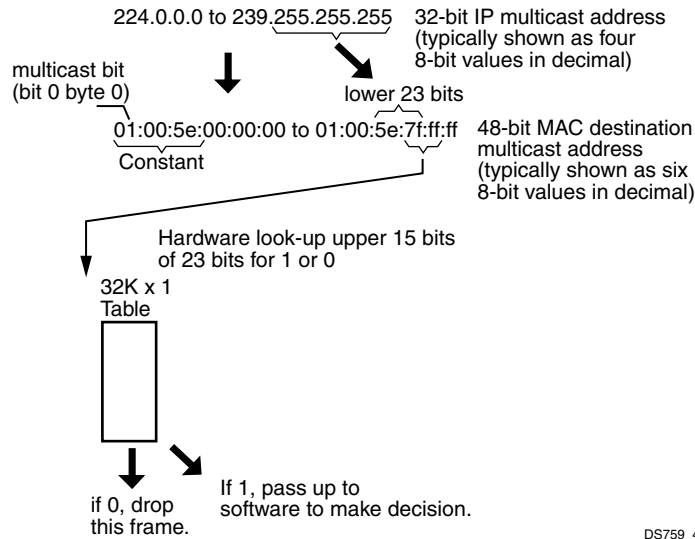 224.0.0.0 to 239.255.255.255
32-bit IP multicast address
(typically shown as four
8-bit values in decimal)
multicast bit
(bit 0 byte 0)
lower 23 bits
01:00:5e:00:00:00 to 01:00:5e:7f:ff:ff
48-bit MAC destination
multicast address
(typically shown as six
8-bit values in decimal)
Constant
Hardware look-up upper 15 bits
of 23 bits for 1 or 0
32K x 1
Table
if 0, drop
this frame.
If 1, pass up to
software to make decision.